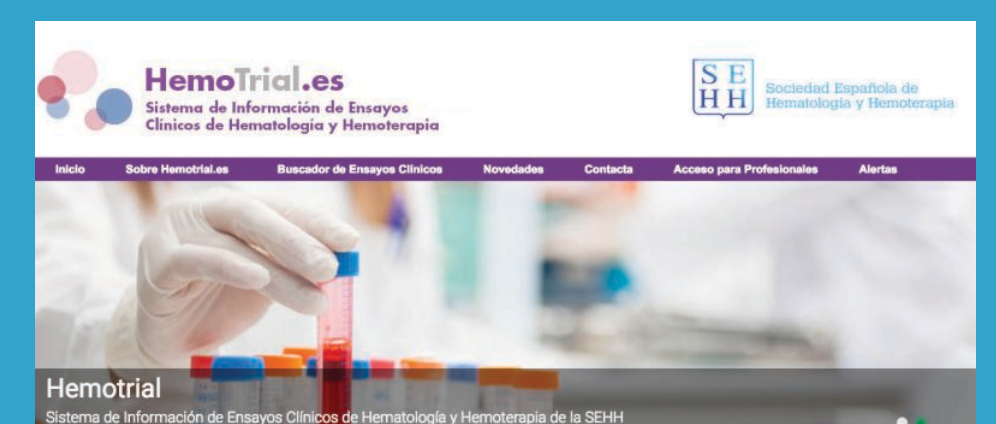 HemoTrial.es
Sistema de Información de Ensayos
Clínicos de Hematología y Hemoterapia
S E
H H
Sociedad Española de
Hematología y Hemoterapia
Inicio Sobre Hemotrial.es Buscador de Ensayos Clínicos Novedades Contacta Acceso para Profesionales Alertas
Hemotrial
Sistema de Información de Ensayos Clínicos de Hematología y Hemoterapia de la SEHH